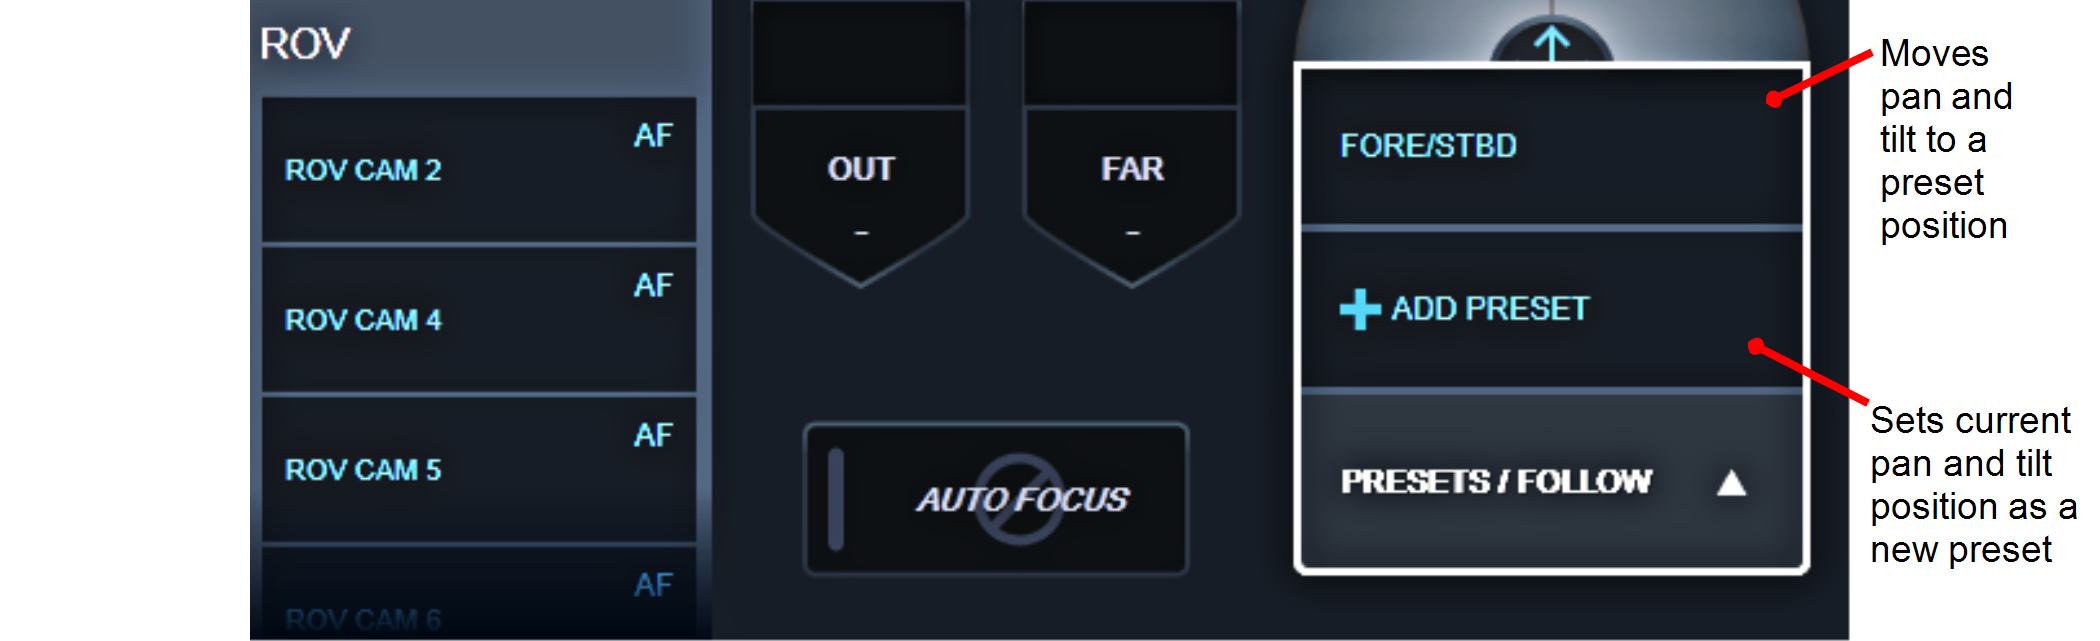 ROV
AF
ROV CAM 2
AF
ROV CAM 4
AF
ROV CAM 5
AF
ROV CAM 6
OUT
-
FAR
-
AUTO FOCUS
FORE/STBD
ADD PRESET
PRESETS / FOLLOW
Moves
pan and
tilt to a
preset
position
Sets current
pan and tilt
position as a
new preset